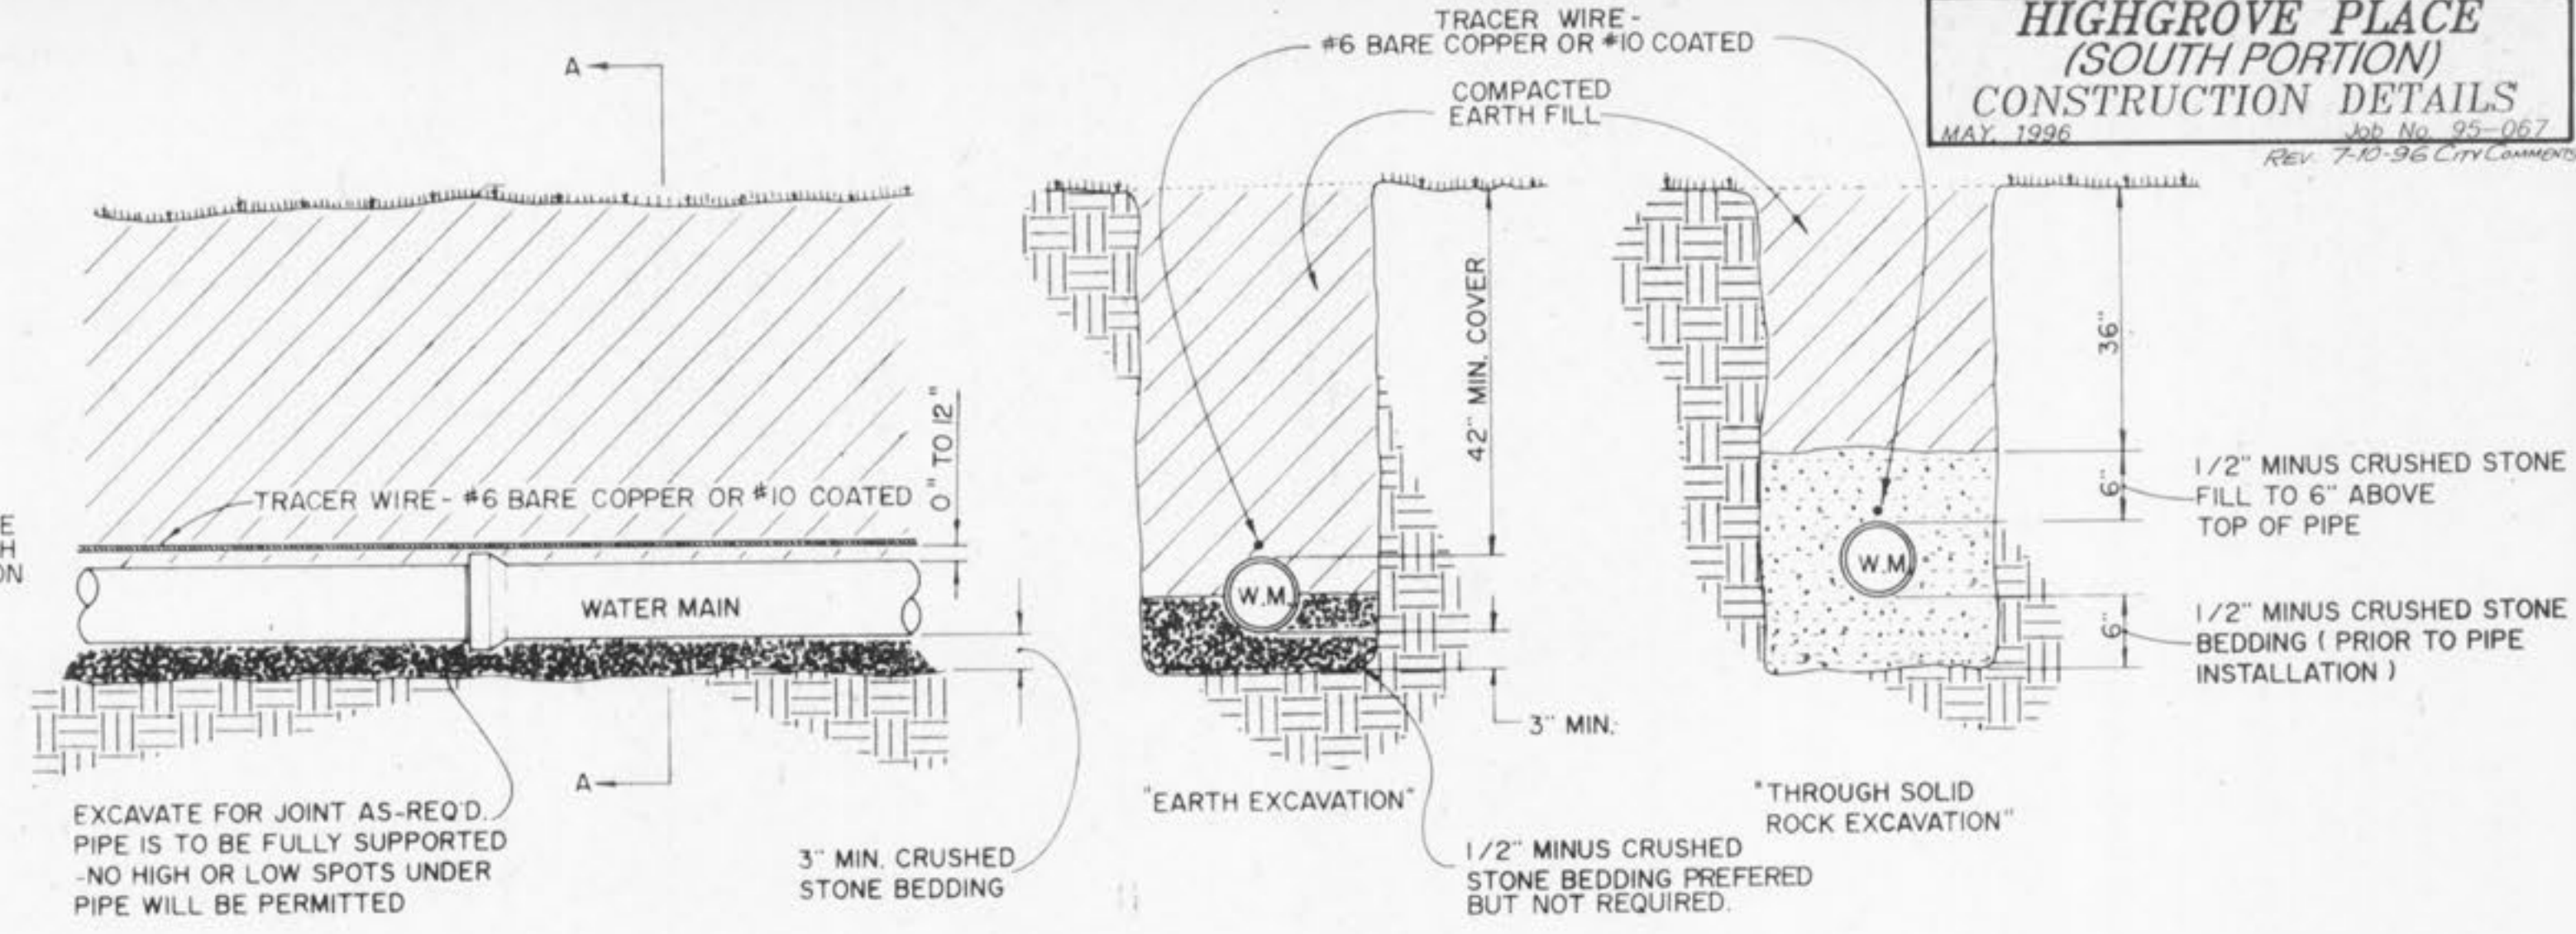 HIGHGROVE PLACE
(SOUTH PORTION)
CONSTRUCTION DETAILS
MAY, 1996 Job No. 95-067
REV. 7-10-96 CITY COMMENTS
TRACER WIRE-
#6 BARE COPPER OR #10 COATED
COMPACTED
EARTH FILL
A
TRACER WIRE- #6 BARE COPPER OR #10 COATED
0" TO 12"
WATER MAIN
A
EXCAVATE FOR JOINT AS-REQ'D.
PIPE IS TO BE FULLY SUPPORTED
-NO HIGH OR LOW SPOTS UNDER
PIPE WILL BE PERMITTED
3" MIN. CRUSHED
STONE BEDDING
42" MIN. COVER
W.M.
3" MIN.
"EARTH EXCAVATION"
1/2" MINUS CRUSHED
STONE BEDDING PREFERED
BUT NOT REQUIRED.
36"
6"
W.M.
6"
1/2" MINUS CRUSHED STONE
FILL TO 6" ABOVE
TOP OF PIPE
1/2" MINUS CRUSHED STONE
BEDDING ( PRIOR TO PIPE
INSTALLATION )
"THROUGH SOLID
ROCK EXCAVATION"